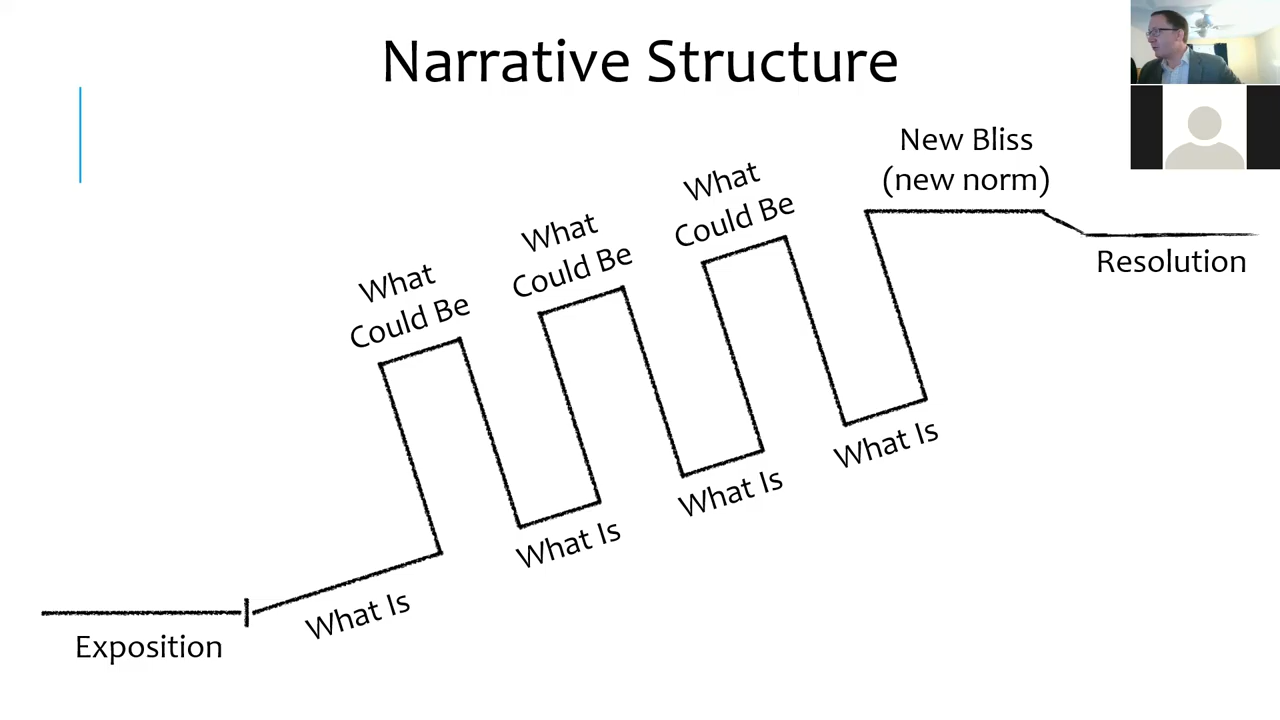 Narrative Structure
New Bliss
(new norm)
Resolution
What
Could Be
What
Could Be
What
Could Be
What Is
What Is
What Is
What Is
Exposition